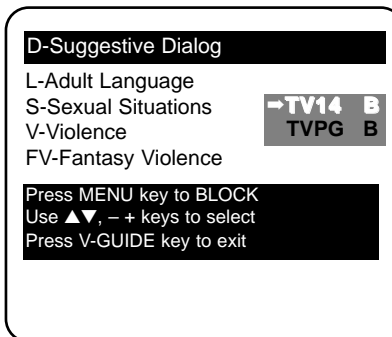 D-Suggestive Dialog
L-Adult Language
S-Sexual Situations ➡TV14 B
V-Violence TVPG B
FV-Fantasy Violence
Press MENU key to BLOCK
Use ▲▼, – + keys to select
Press V-GUIDE key to exit